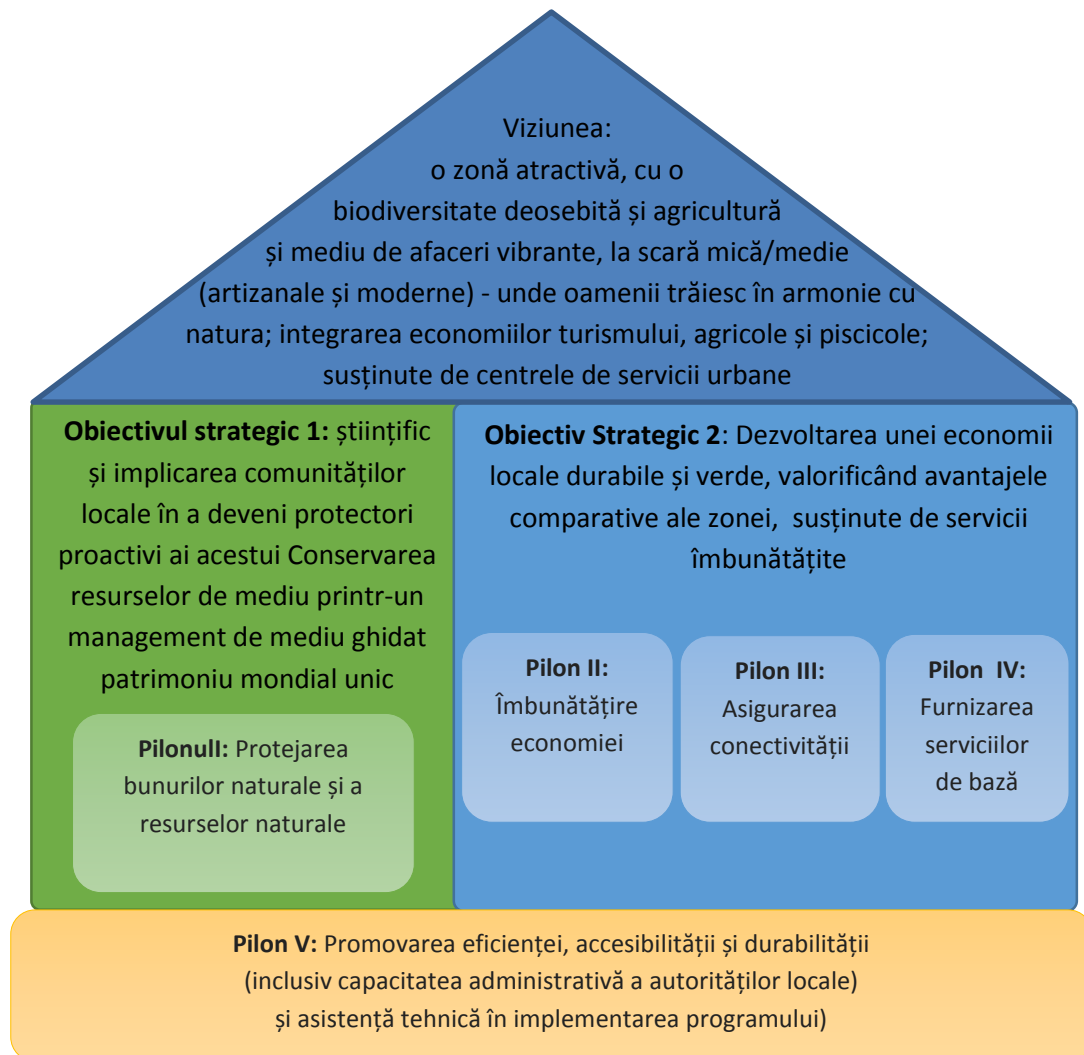 Viziunea:
o zonă atractivă, cu o
biodiversitate deosebită și agricultură
și mediu de afaceri vibrante, la scară mică/medie
(artizanale și moderne) - unde oamenii trăiesc în armonie cu
natura; integrarea economiilor turismului, agricole și piscicole;
susținute de centrele de servicii urbane
Obiectivul strategic 1: științific
și implicarea comunităților
locale în a deveni protectori
proactivi ai acestui Conservarea
resurselor de mediu printr-un
management de mediu ghidat
patrimoniu mondial unic
PilonulI: Protejarea
bunurilor naturale și a
resurselor naturale
Obiectiv Strategic 2: Dezvoltarea unei economii
locale durabile și verde, valorificând avantajele
comparative ale zonei, susținute de servicii
îmbunătățite
Pilon II:
Îmbunătățire
economiei
Pilon III:
Asigurarea
conectivității
Pilon IV:
Furnizarea
serviciilor
de bază
Pilon V: Promovarea eficienței, accesibilității și durabilității
(inclusiv capacitatea administrativă a autorităților locale)
și asistență tehnică în implementarea programului)